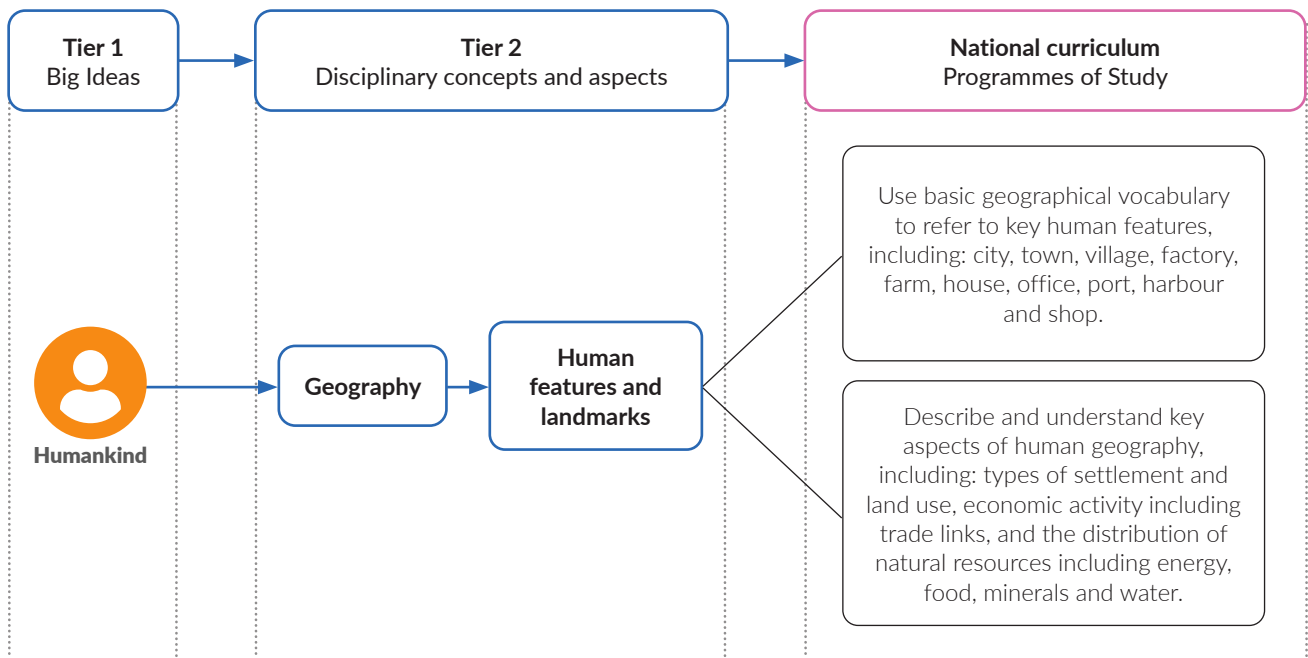 Tier 1
Big Ideas
Tier 2
Disciplinary concepts and aspects
National curriculum
Programmes of Study
Humankind
Geography
Human
features and
landmarks
Use basic geographical vocabulary
to refer to key human features,
including: city, town, village, factory,
farm, house, office, port, harbour
and shop.
Describe and understand key
aspects of human geography,
including: types of settlement and
land use, economic activity including
trade links, and the distribution of
natural resources including energy,
food, minerals and water.